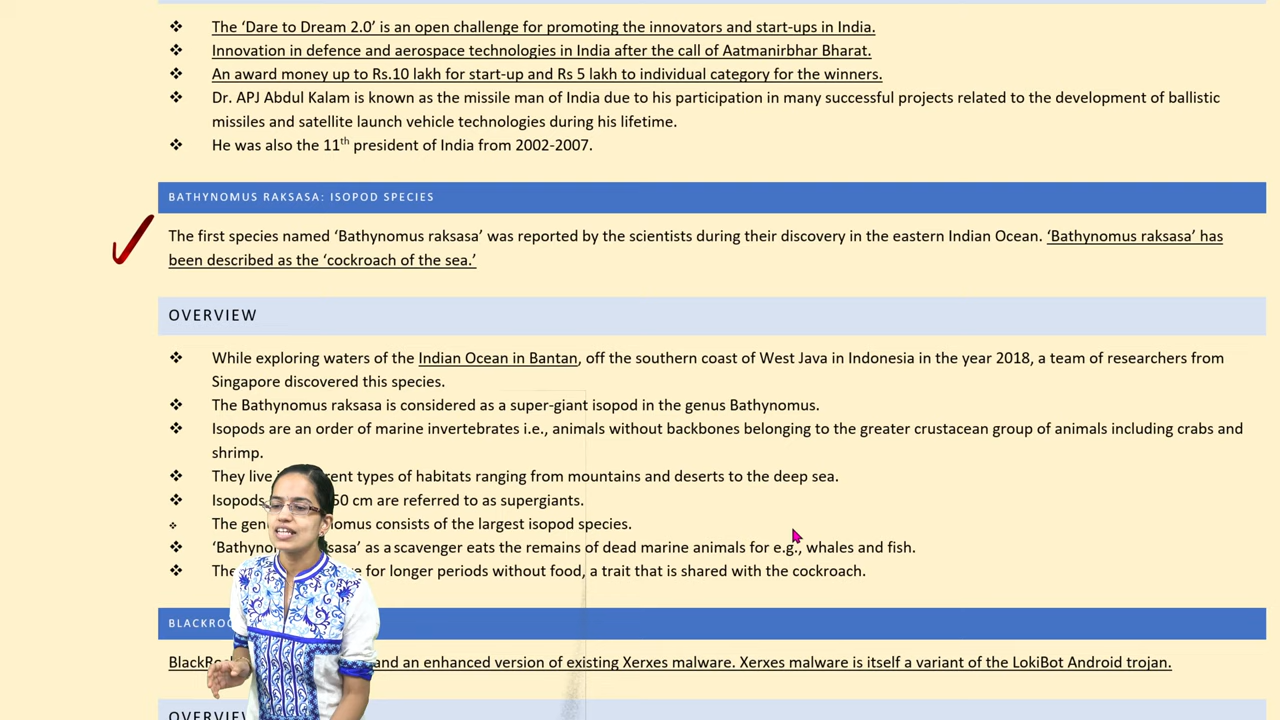 ❖ The ‘Dare to Dream 2.0’ is an open challenge for promoting the innovators and start-ups in India.
❖ Innovation in defence and aerospace technologies in India after the call of Aatmanirbhar Bharat.
❖ An award money up to Rs.10 lakh for start-up and Rs 5 lakh to individual category for the winners.
❖ Dr. APJ Abdul Kalam is known as the missile man of India due to his participation in many successful projects related to the development of ballistic
missiles and satellite launch vehicle technologies during his lifetime.
❖ He was also the 11th president of India from 2002-2007.
BATHYNOMUS RAKSASA: ISOPOD SPECIES
The first species named ‘Bathynomus raksasa’ was reported by the scientists during their discovery in the eastern Indian Ocean. ‘Bathynomus raksasa’ has
been described as the ‘cockroach of the sea.’
OVERVIEW
❖ While exploring waters of the Indian Ocean in Bantan, off the southern coast of West Java in Indonesia in the year 2018, a team of researchers from
Singapore discovered this species.
❖ The Bathynomus raksasa is considered as a super-giant isopod in the genus Bathynomus.
❖ Isopods are an order of marine invertebrates i.e., animals without backbones belonging to the greater crustacean group of animals including crabs and
shrimp.
❖ They live types of habitats ranging from mountains and deserts to the deep sea.
❖ Isopods 50 cm are referred to as supergiants.
❖ The consists of the largest isopod species.
❖ as a scavenger eats the remains of dead marine animals for e.g., whales and fish.
❖ for longer periods without food, a trait that is shared with the cockroach.
and an enhanced version of existing Xerxes malware. Xerxes malware is itself a variant of the LokiBot Android trojan.